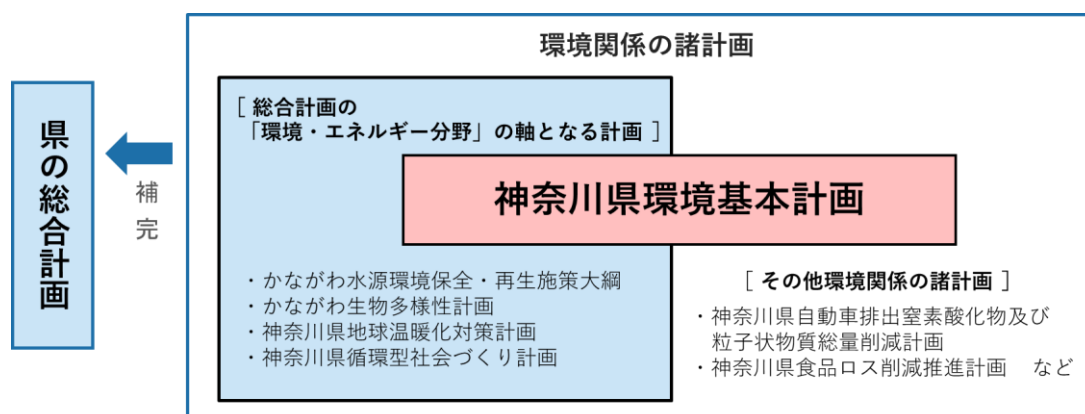 環境関係の諸計画
県の総合計画
補完
[ 総合計画の
「環境・エネルギー分野」の軸となる計画 ]
神奈川県環境基本計画
・かながわ水源環境保全・再生施策大綱
・かながわ生物多様性計画
・神奈川県地球温暖化対策計画
・神奈川県循環型社会づくり計画
[ その他環境関係の諸計画 ]
・神奈川県自動車排出窒素酸化物及び
粒子状物質総量削減計画
・神奈川県食品ロス削減推進計画　など